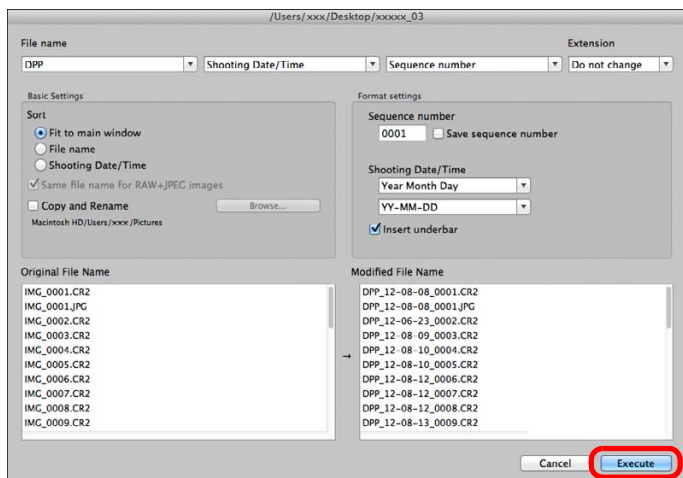 /Users/xxx/Desktop/xxxxx_03
File name
Extension
DPP
Shooting Date/Time
Sequence number
Do not change
Basic Settings
Sort
Fit to main window
File name
Shooting Date/Time
Same file name for RAW+JPEG images
Copy and Rename
Browse...
Macintosh HD/Users/xxx/Pictures
Format settings
Sequence number
0001
Save sequence number
Shooting Date/Time
Year Month Day
YY-MM-DD
Insert underbar
Original File Name
IMG_0001.CR2
IMG_0001.JPG
IMG_0002.CR2
IMG_0003.CR2
IMG_0004.CR2
IMG_0005.CR2
IMG_0006.CR2
IMG_0007.CR2
IMG_0008.CR2
IMG_0009.CR2
→
Modified File Name
DPP_12-08-08_0001.CR2
DPP_12-08-08_0001.JPG
DPP_12-06-23_0002.CR2
DPP_12-08-09_0003.CR2
DPP_12-08-10_0004.CR2
DPP_12-08-10_0005.CR2
DPP_12-08-12_0006.CR2
DPP_12-08-12_0007.CR2
DPP_12-08-12_0008.CR2
DPP_12-08-13_0009.CR2
Cancel
Execute